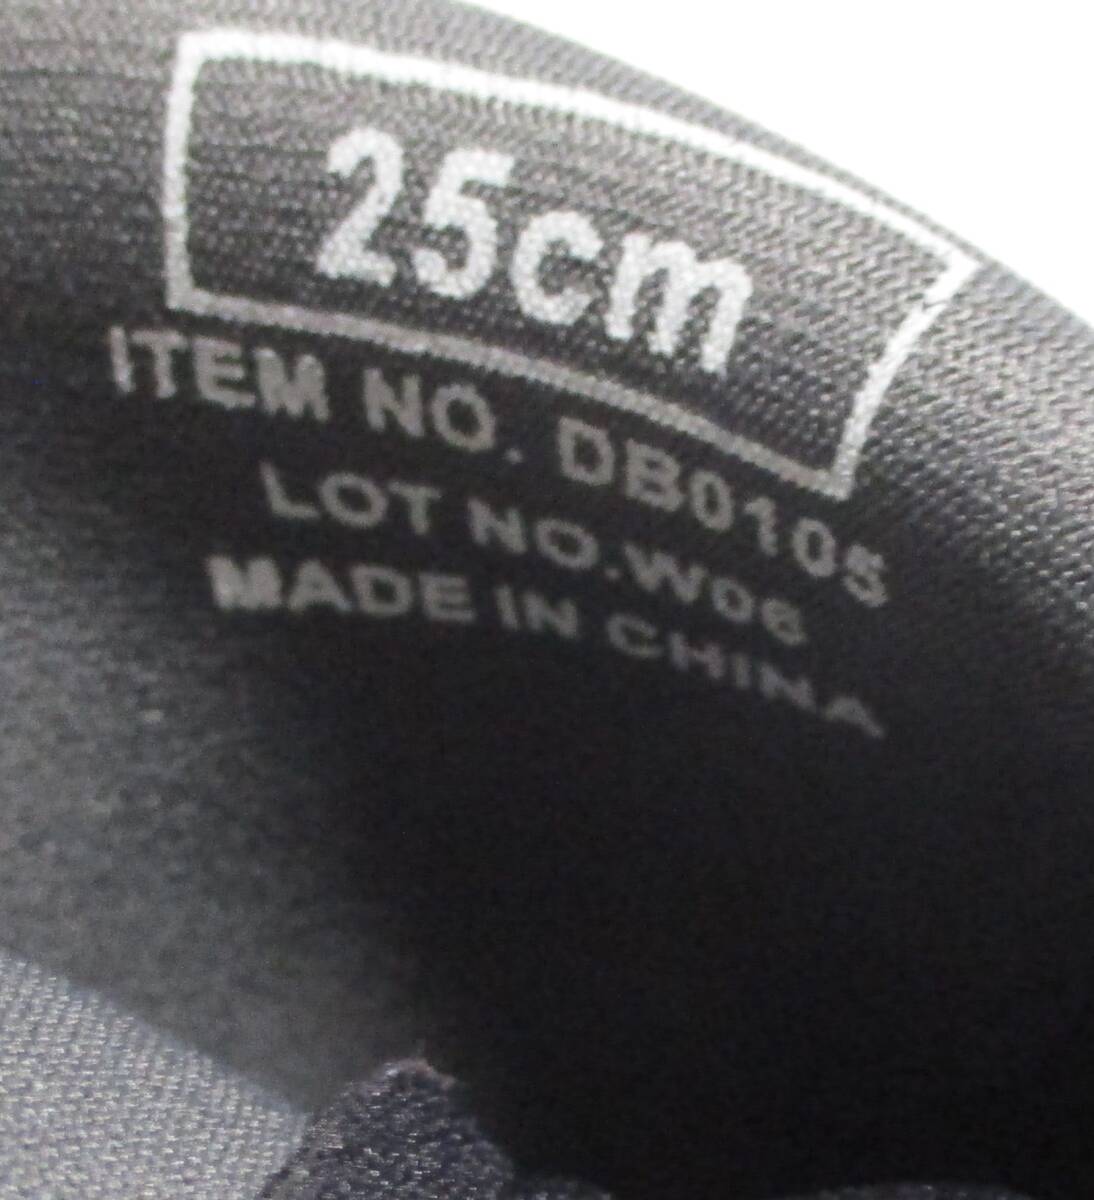 25cm
ITEM NO. DB0105
LOT NO.W06
MADE IN CHINA